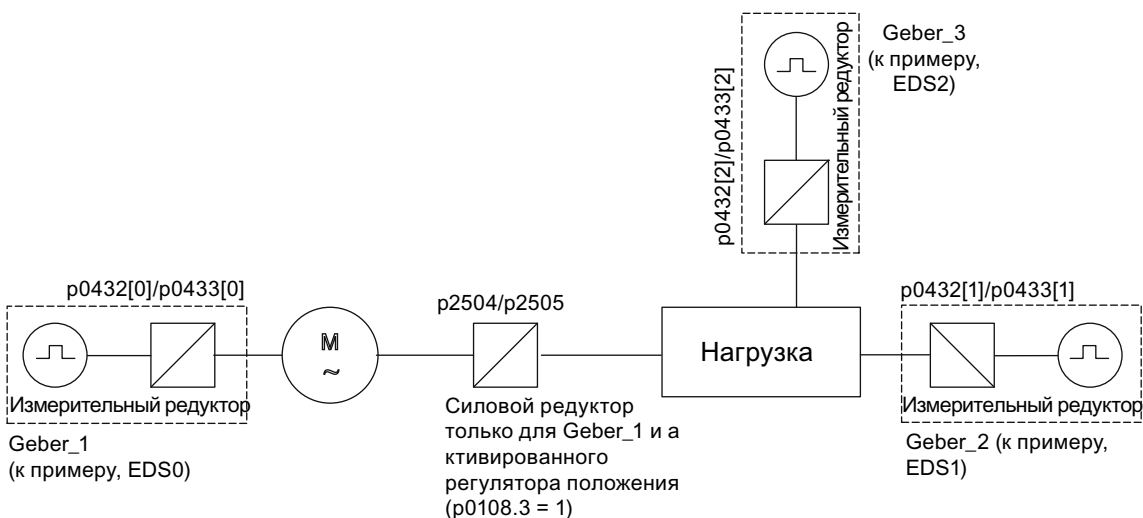 Geber_3
(к примеру,
EDS2)
p0432[2]/p0433[2]
Измерительный редуктор
p0432[0]/p0433[0]
p2504/p2505
p0432[1]/p0433[1]
M
~
Нагрузка
Измерительный редуктор
Geber_1
(к примеру, EDS0)
Силовой редуктор
только для Geber_1 и а
ктивированного
регулятора положения
(p0108.3 = 1)
Измерительный редуктор
Geber_2 (к примеру,
EDS1)